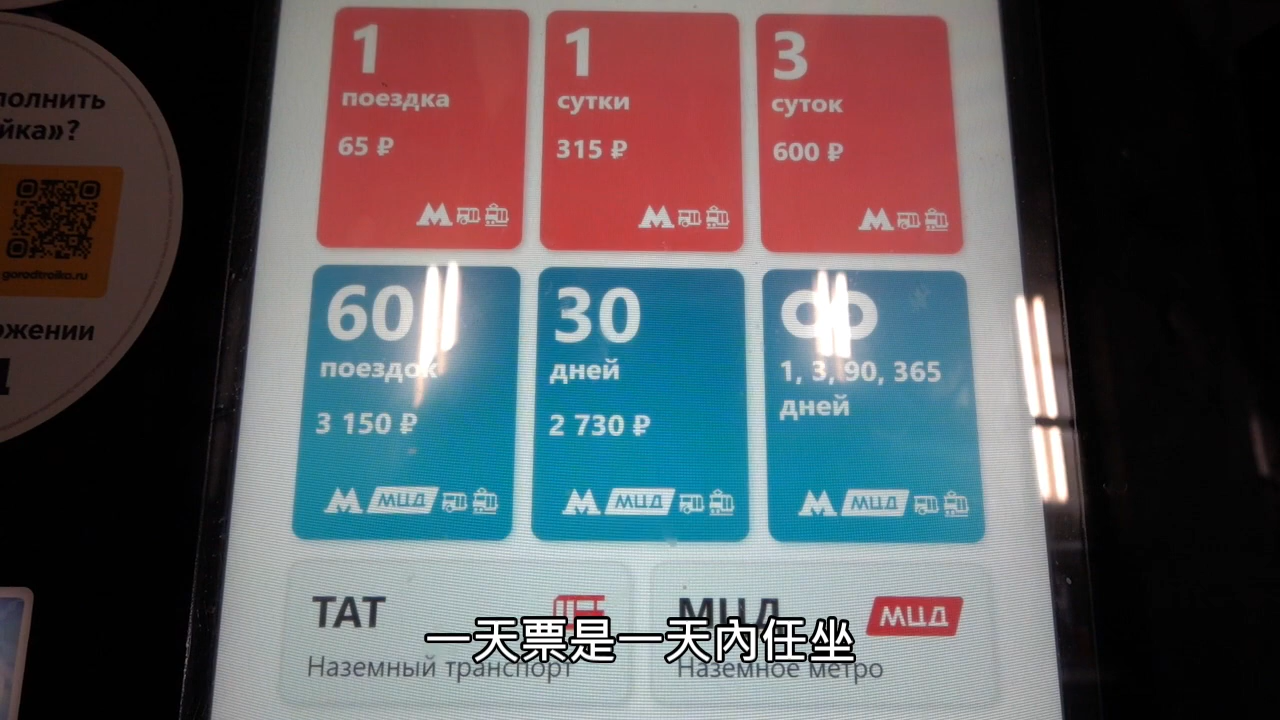 полнить
йка»?
gorodtroika.ru
ожении
1
поездка
65 ₽
1
сутки
315 ₽
3
суток
600 ₽
60
поездок
3 150 ₽
М МЦД
30
дней
2 730 ₽
М МЦД
∞
1, 3, 90, 365
дней
М МЦД
ТАТ
Наземный транспорт
МЦД
МЦД
Наземное метро
一天票是一天內任坐